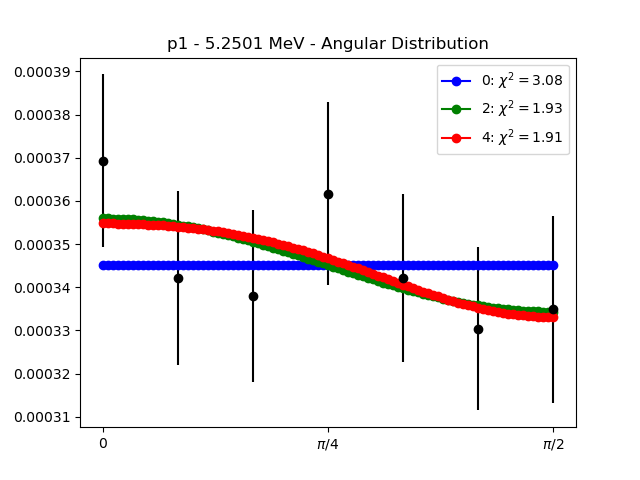 p1 - 5.2501 MeV - Angular Distribution
0.00039
0.00038
0.00037
0.00036
0.00035
0.00034
0.00033
0.00032
0.00031
0: χ² = 3.08
2: χ² = 1.93
4: χ² = 1.91
0
π/4
π/2